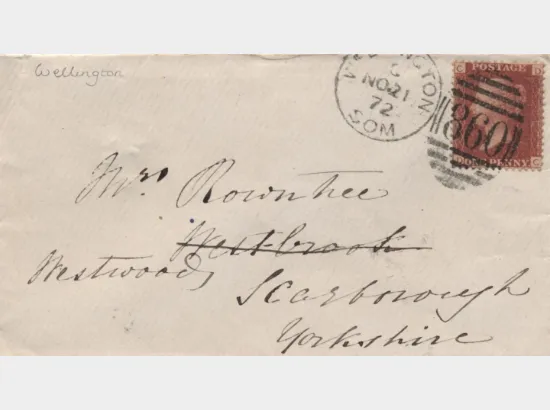 Wellington
WELLINGTON
C
NO 21
72
SOM
C POSTAGE D
860
ONE PENNY
D C
Mrs Rowntree
Westbrook
Westwood
Scarborough
Yorkshire